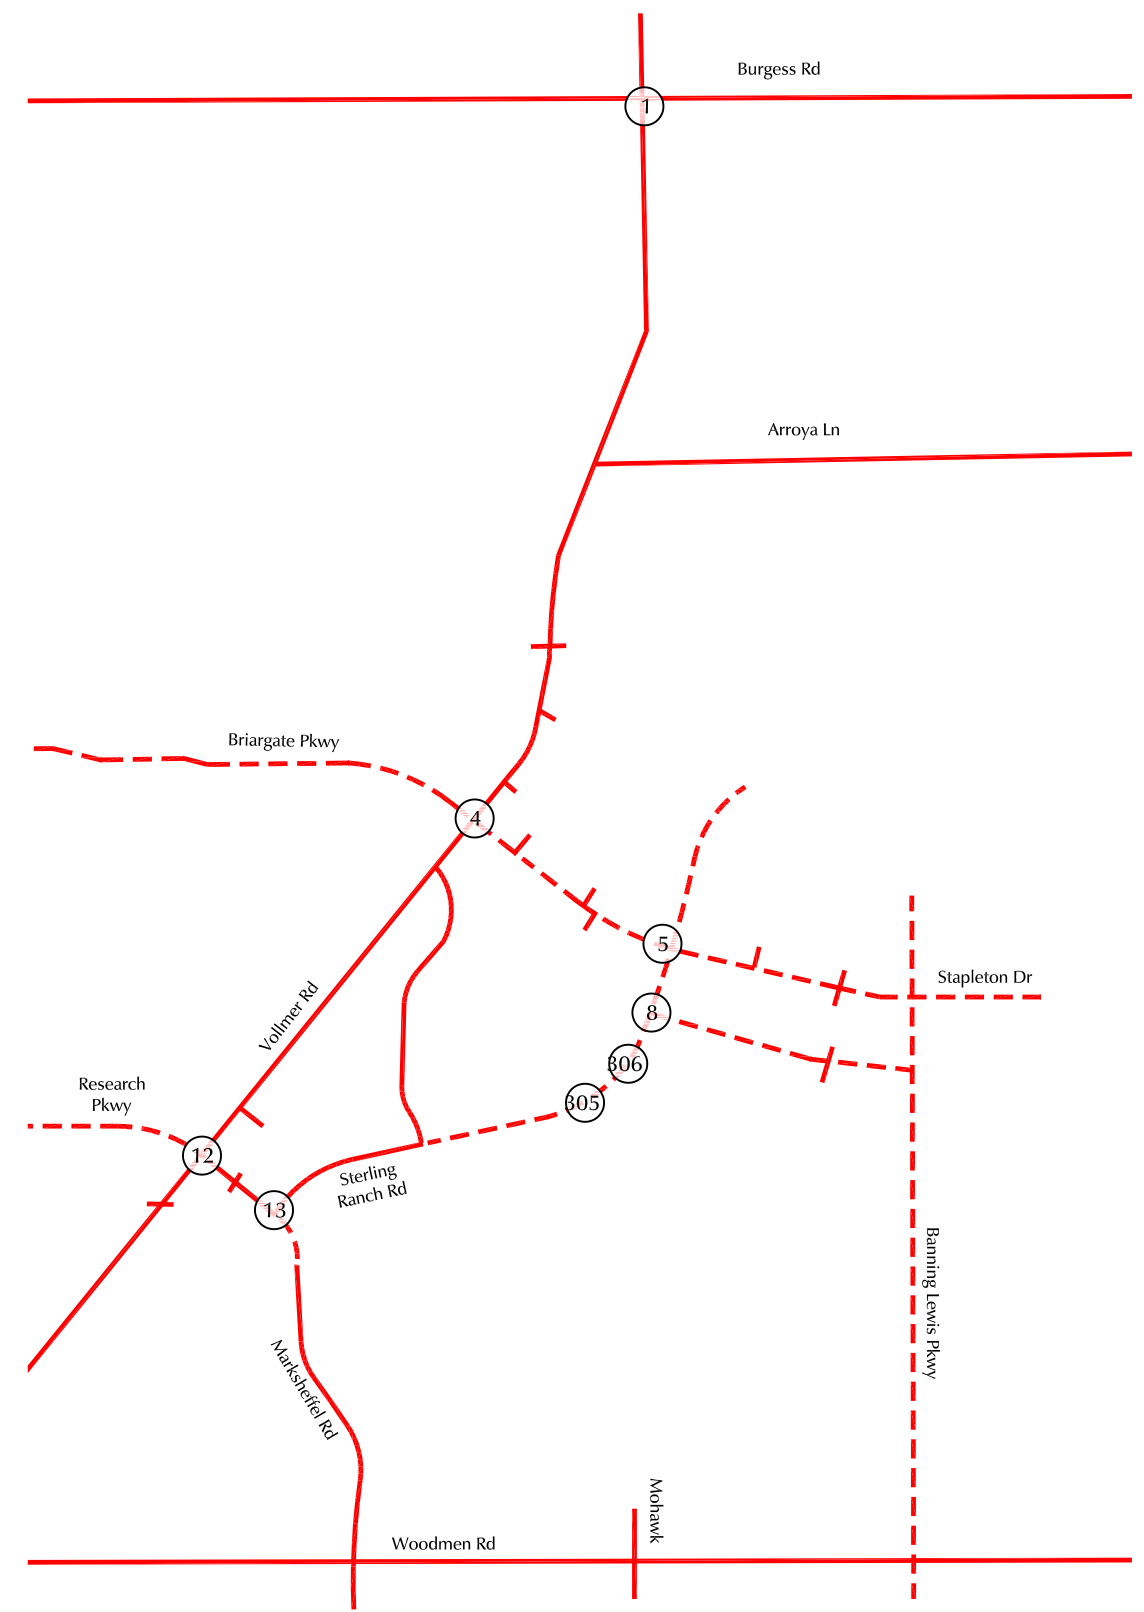 Burgess Rd
1
Arroya Ln
Briargate Pkwy
4
5
Stapleton Dr
Vollmer Rd
8
306
Research
Pkwy
305
12
Sterling
Ranch Rd
13
Banning Lewis Pkwy
Marksheffel Rd
Mohawk
Woodmen Rd